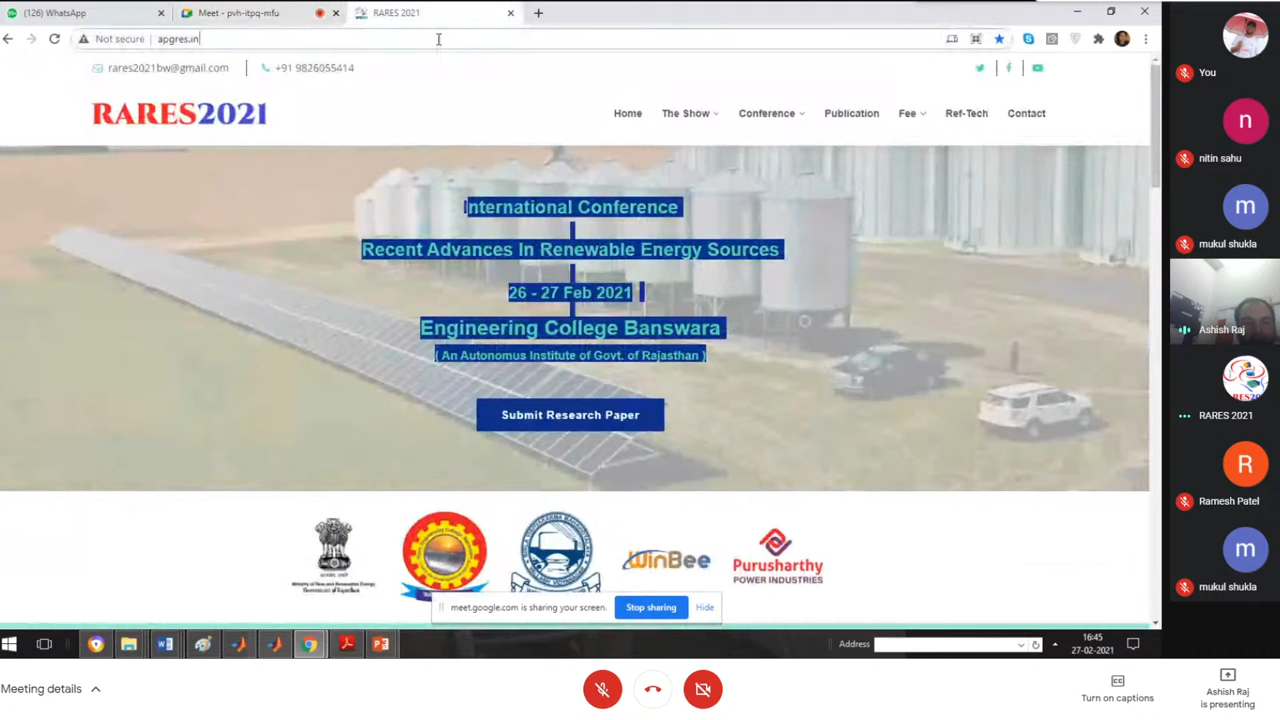 (126) WhatsApp
Meet - pvh-itpq-mfu
RARES 2021
Not secure
apgres.in
rares2021bw@gmail.com
+91 9826055414
RARES2021
Home The Show Conference Publication Fee Ref-Tech Contact
International Conference
Recent Advances In Renewable Energy Sources
26 - 27 Feb 2021
Engineering College Banswara
( An Autonomus Institute of Govt. of Rajasthan )
Submit Research Paper
WinBee
Purusharthy
POWER INDUSTRIES
meet.google.com is sharing your screen.
Stop sharing
Hide
Address
16:45
27-02-2021
You
n
nitin sahu
m
mukul shukla
Ashish Raj
RARES 2021
R
Ramesh Patel
m
mukul shukla
Meeting details
Turn on captions
Ashish Raj
is presenting